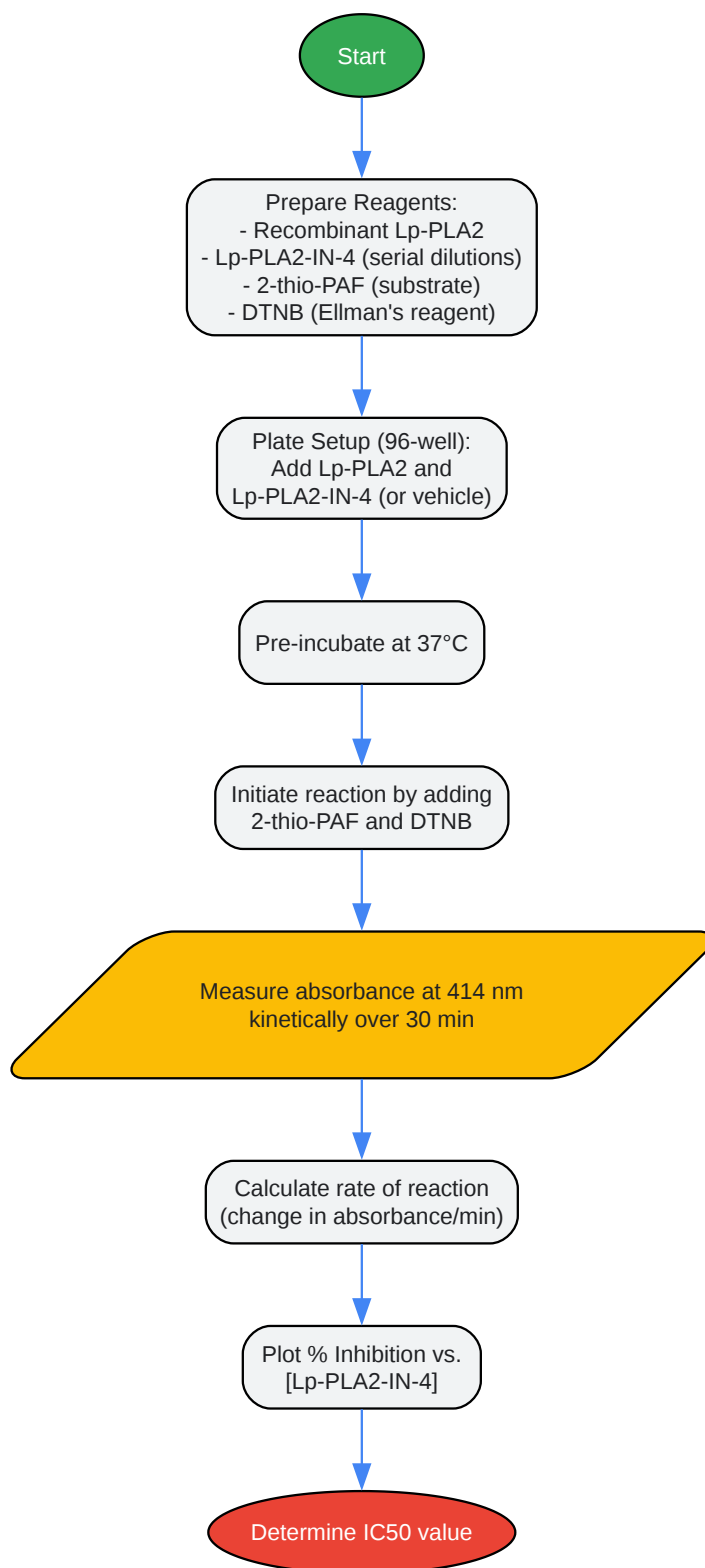 Start
Prepare Reagents:
- Recombinant Lp-PLA2
- Lp-PLA2-IN-4 (serial dilutions)
- 2-thio-PAF (substrate)
- DTNB (Ellman's reagent)
Plate Setup (96-well):
Add Lp-PLA2 and
Lp-PLA2-IN-4 (or vehicle)
Pre-incubate at 37°C
Initiate reaction by adding
2-thio-PAF and DTNB
Measure absorbance at 414 nm
kinetically over 30 min
Calculate rate of reaction
(change in absorbance/min)
Plot % Inhibition vs.
[Lp-PLA2-IN-4]
Determine IC50 value